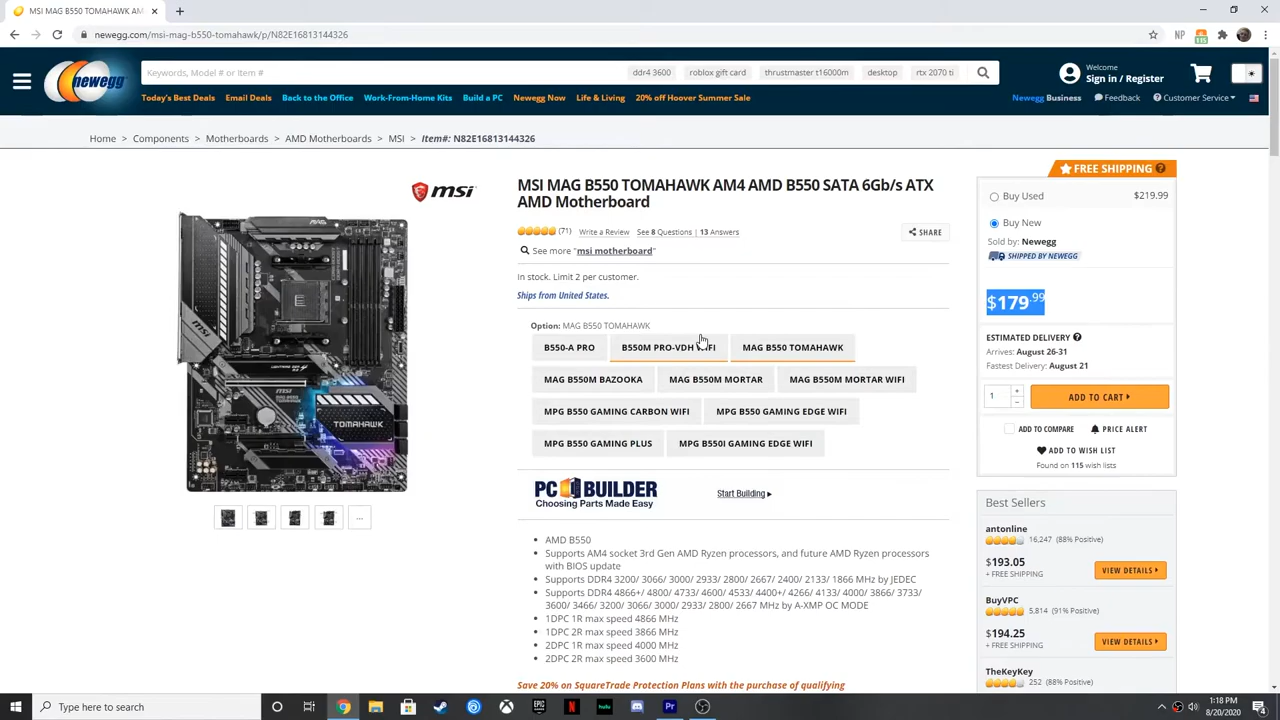 MSI MAG B550 TOMAHAWK AM
newegg.com/msi-mag-b550-tomahawk/p/N82E16813144326
NP
115
newegg
Keywords, Model # or Item #
ddr4 3600
roblox gift card
thrustmaster t16000m
desktop
rtx 2070 ti
Welcome
Sign in / Register
Today's Best Deals
Email Deals
Back to the Office
Work-From-Home Kits
Build a PC
Newegg Now
Life & Living
20% off Hoover Summer Sale
Newegg Business
Feedback
Customer Service
Home > Components > Motherboards > AMD Motherboards > MSI > Item#: N82E16813144326
FREE SHIPPING
msi
MSI MAG B550 TOMAHAWK AM4 AMD B550 SATA 6Gb/s ATX
AMD Motherboard
(71) Write a Review See 8 Questions | 13 Answers
SHARE
See more "msi motherboard"
In stock. Limit 2 per customer.
Ships from United States.
Option: MAG B550 TOMAHAWK
B550-A PRO
B550M PRO-VDH WIFI
MAG B550 TOMAHAWK
MAG B550M BAZOOKA
MAG B550M MORTAR
MAG B550M MORTAR WIFI
MPG B550 GAMING CARBON WIFI
MPG B550 GAMING EDGE WIFI
MPG B550 GAMING PLUS
MPG B550I GAMING EDGE WIFI
MAG
msi
TOMAHAWK
...
PC BUILDER
Choosing Parts Made Easy
Start Building
AMD B550
Supports AM4 socket 3rd Gen AMD Ryzen processors, and future AMD Ryzen processors
with BIOS update
Supports DDR4 3200/ 3066/ 3000/ 2933/ 2800/ 2667/ 2400/ 2133/ 1866 MHz by JEDEC
Supports DDR4 4866+/ 4800/ 4733/ 4600/ 4533/ 4400+/ 4266/ 4133/ 4000/ 3866/ 3733/
3600/ 3466/ 3200/ 3066/ 3000/ 2933/ 2800/ 2667 MHz by A-XMP OC MODE
1DPC 1R max speed 4866 MHz
1DPC 2R max speed 3866 MHz
2DPC 1R max speed 4000 MHz
2DPC 2R max speed 3600 MHz
Save 20% on SquareTrade Protection Plans with the purchase of qualifying
Buy Used
$219.99
Buy New
Sold by: Newegg
SHIPPED BY NEWEGG
$179.99
ESTIMATED DELIVERY
Arrives: August 26-31
Fastest Delivery: August 21
1
ADD TO CART
ADD TO COMPARE
PRICE ALERT
ADD TO WISH LIST
Found on 115 wish lists
Best Sellers
antonline
16,247 (88% Positive)
$193.05
+ FREE SHIPPING
VIEW DETAILS
BuyVPC
5,814 (91% Positive)
$194.25
+ FREE SHIPPING
VIEW DETAILS
TheKeyKey
252 (88% Positive)
Type here to search
EPIC
N
hulu
Pr
1:18 PM
8/20/2020
4